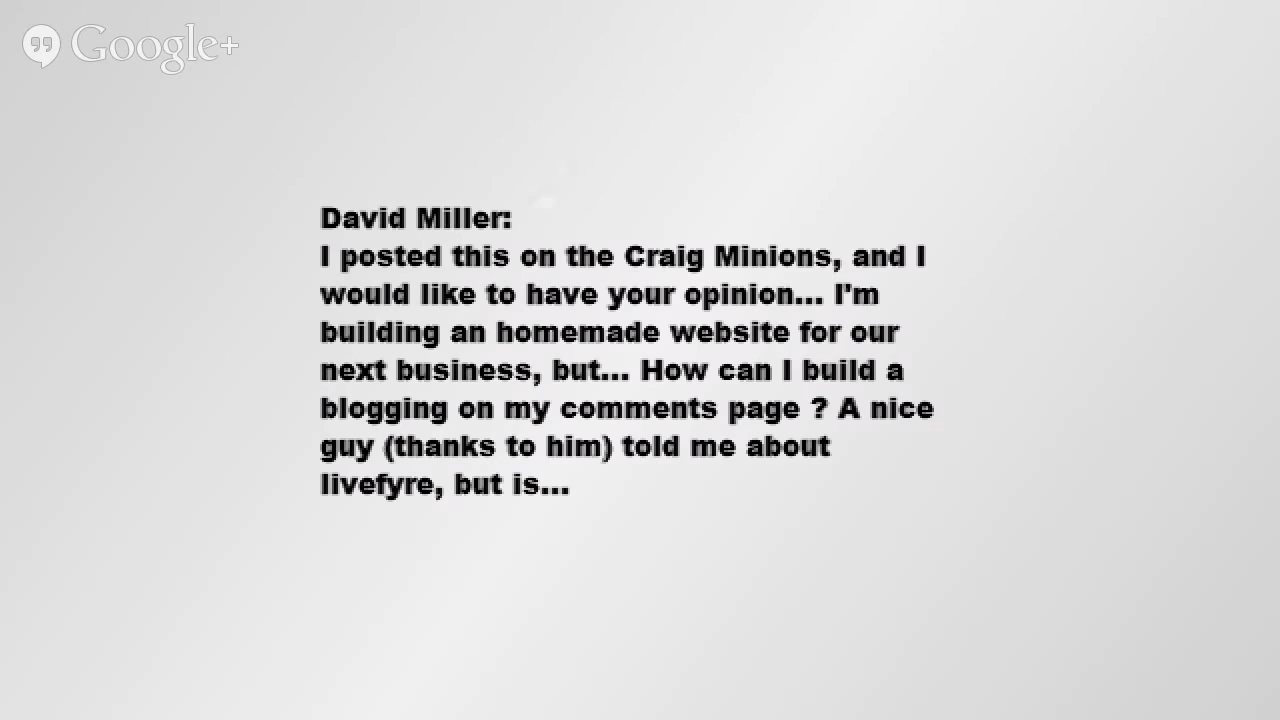 Google+
David Miller:
I posted this on the Craig Minions, and I
would like to have your opinion... I'm
building an homemade website for our
next business, but... How can I build a
blogging on my comments page ? A nice
guy (thanks to him) told me about
livefyre, but is...